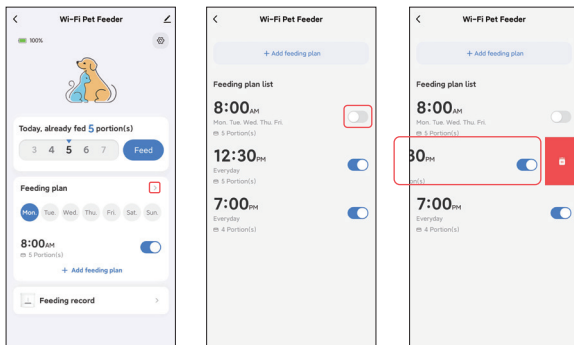 Wi-Fi Pet Feeder
100%
Today, already fed 5 portion(s)
3 4 5 6 7 Feed
Feeding plan
Mon. Tue. Wed. Thu. Fri. Sat. Sun.
8:00AM
5 Portion(s)
+ Add feeding plan
Feeding record
Wi-Fi Pet Feeder
+ Add feeding plan
Feeding plan list
8:00AM
Mon. Tue. Wed. Thu. Fri.
5 Portion(s)
12:30PM
Everyday
5 Portion(s)
7:00PM
Everyday
4 Portion(s)
Wi-Fi Pet Feeder
+ Add feeding plan
Feeding plan list
8:00AM
Mon. Tue. Wed. Thu. Fri.
5 Portion(s)
30PM
ion(s)
7:00PM
Everyday
4 Portion(s)